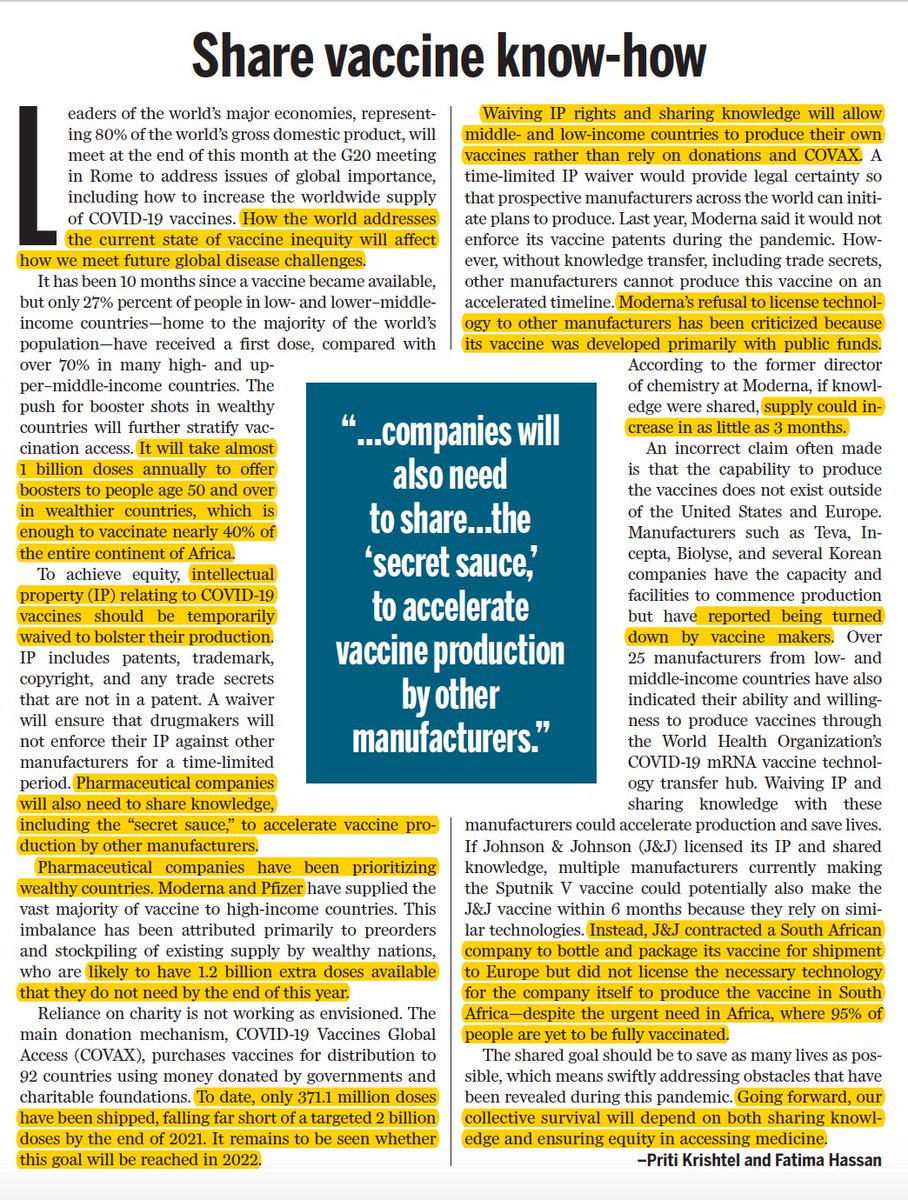 Share vaccine know-how
Leaders of the world's major economies, represent-
ing 80% of the world's gross domestic product, will
meet at the end of this month at the G20 meeting
in Rome to address issues of global importance,
including how to increase the worldwide supply
of COVID-19 vaccines. How the world addresses
the current state of vaccine inequity will affect
how we meet future global disease challenges.
It has been 10 months since a vaccine became available,
but only 27% percent of people in low- and lower–middle-
income countries—home to the majority of the world's
population—have received a first dose, compared with
over 70% in many high- and up-
per–middle-income countries. The
push for booster shots in wealthy
countries will further stratify vac-
cination access. It will take almost
1 billion doses annually to offer
boosters to people age 50 and over
in wealthier countries, which is
enough to vaccinate nearly 40% of
the entire continent of Africa.
To achieve equity, intellectual
property (IP) relating to COVID-19
vaccines should be temporarily
waived to bolster their production.
IP includes patents, trademark,
copyright, and any trade secrets
that are not in a patent. A waiver
will ensure that drugmakers will
not enforce their IP against other
manufacturers for a time-limited
period. Pharmaceutical companies
will also need to share knowledge,
including the “secret sauce,” to accelerate vaccine pro-
duction by other manufacturers.
Pharmaceutical companies have been prioritizing
wealthy countries. Moderna and Pfizer have supplied the
vast majority of vaccine to high-income countries. This
imbalance has been attributed primarily to preorders
and stockpiling of existing supply by wealthy nations,
who are likely to have 1.2 billion extra doses available
that they do not need by the end of this year.
Reliance on charity is not working as envisioned. The
main donation mechanism, COVID-19 Vaccines Global
Access (COVAX), purchases vaccines for distribution to
92 countries using money donated by governments and
charitable foundations. To date, only 371.1 million doses
have been shipped, falling far short of a targeted 2 billion
doses by the end of 2021. It remains to be seen whether
this goal will be reached in 2022.
“...companies will
also need
to share...the
‘secret sauce,’
to accelerate
vaccine production
by other
manufacturers.”
Waiving IP rights and sharing knowledge will allow
middle- and low-income countries to produce their own
vaccines rather than rely on donations and COVAX. A
time-limited IP waiver would provide legal certainty so
that prospective manufacturers across the world can initi-
ate plans to produce. Last year, Moderna said it would not
enforce its vaccine patents during the pandemic. How-
ever, without knowledge transfer, including trade secrets,
other manufacturers cannot produce this vaccine on an
accelerated timeline. Moderna's refusal to license technol-
ogy to other manufacturers has been criticized because
its vaccine was developed primarily with public funds.
According to the former director
of chemistry at Moderna, if knowl-
edge were shared, supply could in-
crease in as little as 3 months.
An incorrect claim often made
is that the capability to produce
the vaccines does not exist outside
of the United States and Europe.
Manufacturers such as Teva, In-
cepta, Biolyse, and several Korean
companies have the capacity and
facilities to commence production
but have reported being turned
down by vaccine makers. Over
25 manufacturers from low- and
middle-income countries have also
indicated their ability and willing-
ness to produce vaccines through
the World Health Organization's
COVID-19 mRNA vaccine technol-
ogy transfer hub. Waiving IP and
sharing knowledge with these
manufacturers could accelerate production and save lives.
If Johnson & Johnson (J&J) licensed its IP and shared
knowledge, multiple manufacturers currently making
the Sputnik V vaccine could potentially also make the
J&J vaccine within 6 months because they rely on simi-
lar technologies. Instead, J&J contracted a South African
company to bottle and package its vaccine for shipment
to Europe but did not license the necessary technology
for the company itself to produce the vaccine in South
Africa—despite the urgent need in Africa, where 95% of
people are yet to be fully vaccinated.
The shared goal should be to save as many lives as pos-
sible, which means swiftly addressing obstacles that have
been revealed during this pandemic. Going forward, our
collective survival will depend on both sharing knowl-
edge and ensuring equity in accessing medicine.
–Priti Krishtel and Fatima Hassan